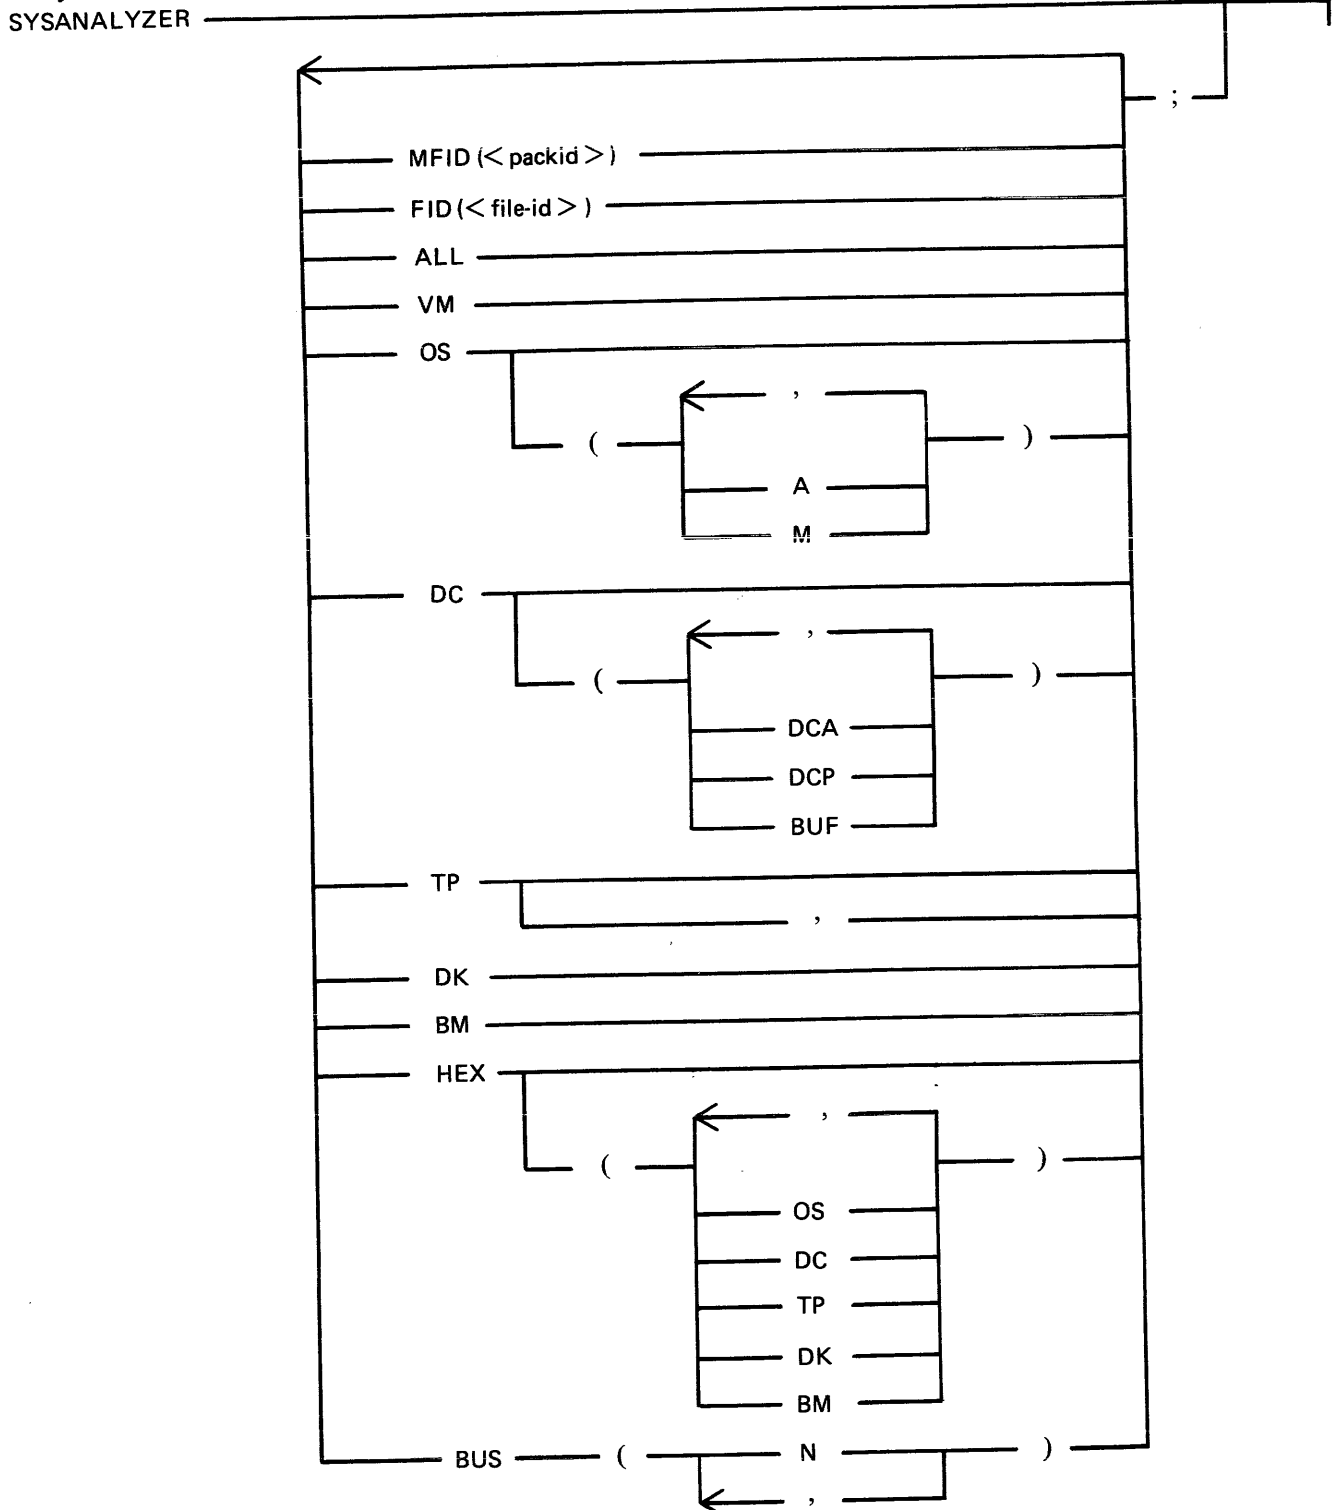 SYSANALYZER
;
MFID (< packid >)
FID (< file-id >)
ALL
VM
OS
,
( )
A
M
DC
,
( )
DCA
DCP
BUF
TP
,
DK
BM
HEX
,
( )
OS
DC
TP
DK
BM
BUS ( N )
,